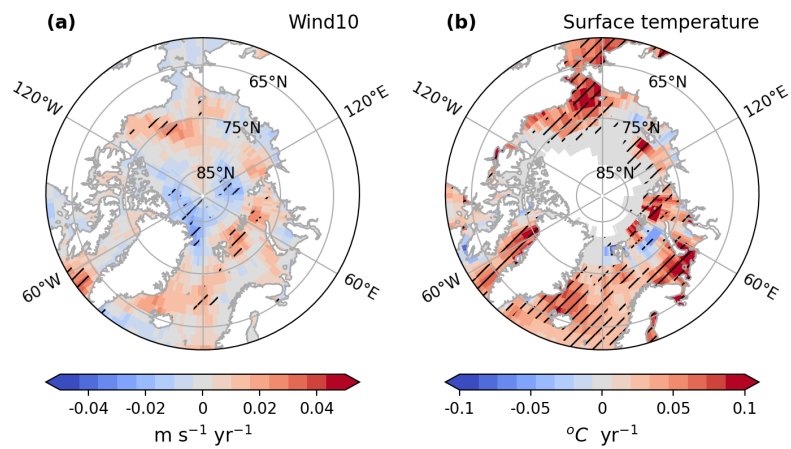 (a) Wind10
65°N
75°N
85°N
120°W
120°E
60°W
60°E
-0.04 -0.02 0 0.02 0.04
m s⁻¹ yr⁻¹
(b) Surface temperature
65°N
75°N
85°N
120°W
120°E
60°W
60°E
-0.1 -0.05 0 0.05 0.1
°C yr⁻¹